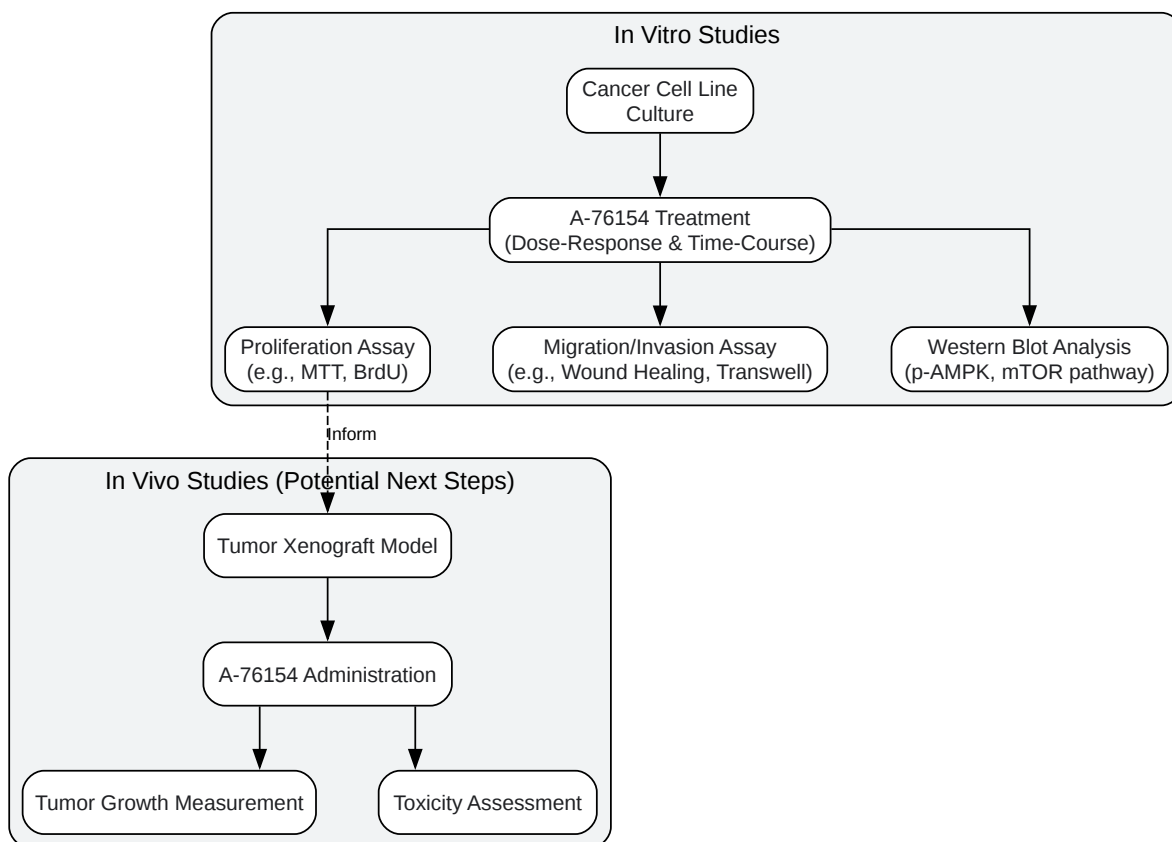 In Vitro Studies
Cancer Cell Line
Culture
A-76154 Treatment
(Dose-Response & Time-Course)
Proliferation Assay
(e.g., MTT, BrdU)
Migration/Invasion Assay
(e.g., Wound Healing, Transwell)
Western Blot Analysis
(p-AMPK, mTOR pathway)
Inform
In Vivo Studies (Potential Next Steps)
Tumor Xenograft Model
A-76154 Administration
Tumor Growth Measurement
Toxicity Assessment